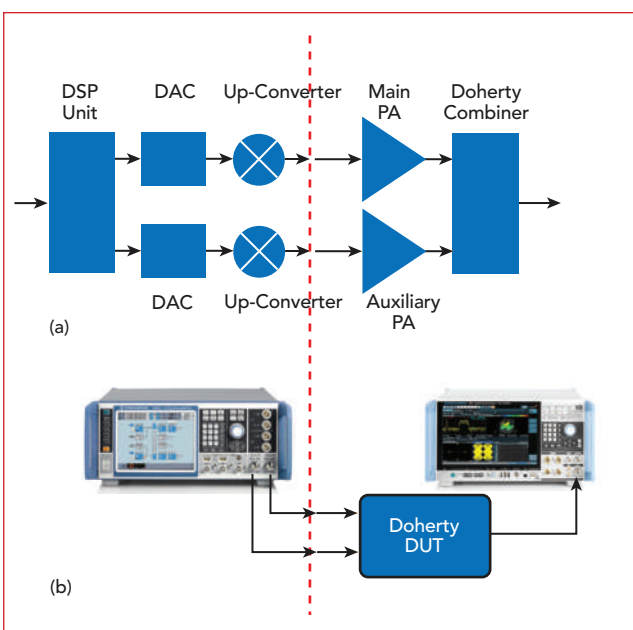 DSP Unit
DAC
Up-Converter
Main PA
Doherty Combiner
DAC
Up-Converter
Auxiliary PA
(a)
Doherty DUT
(b)